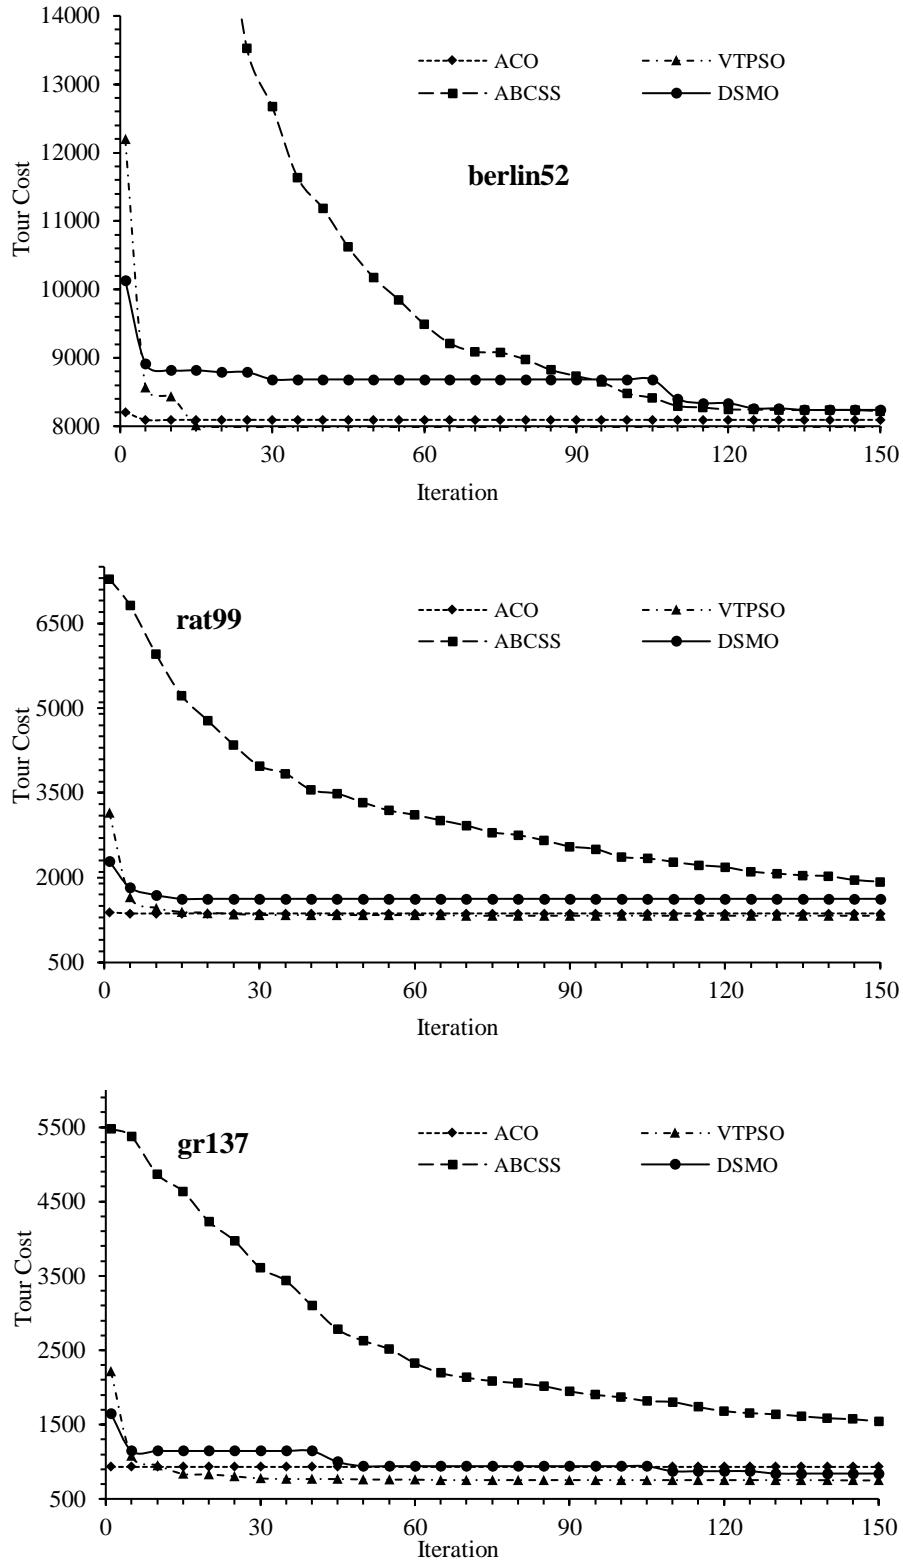 14000
13000
12000
11000
10000
9000
8000
Tour Cost
ACO
VTPSO
ABCSS
DSMO
berlin52
0
30
60
90
120
150
Iteration
6500
5000
3500
2000
500
Tour Cost
rat99
ACO
VTPSO
ABCSS
DSMO
0
30
60
90
120
150
Iteration
5500
4500
3500
2500
1500
500
Tour Cost
gr137
ACO
VTPSO
ABCSS
DSMO
0
30
60
90
120
150
Iteration